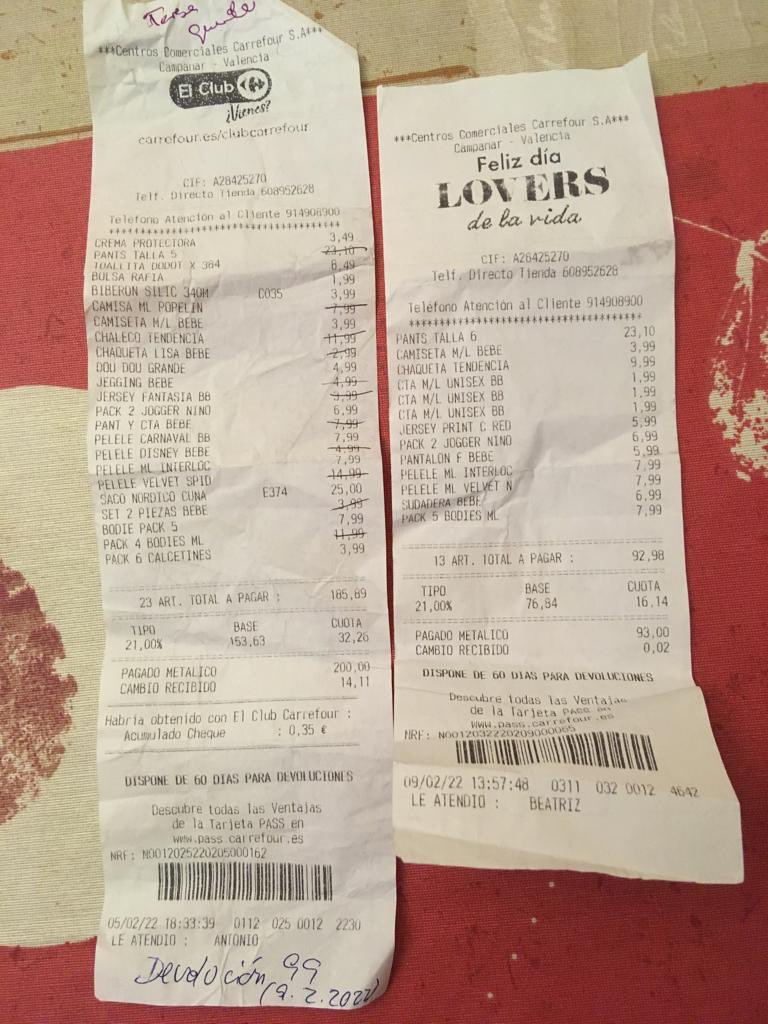 Teresa
grande
***Centros Comerciales Carrefour S.A***
Campanar - Valencia
El Club
¿Vienes?
carrefour.es/clubcarrefour
CIF: A28425270
Telf. Directo Tienda 608952628
Teléfono Atención al Cliente 914908900
****************************************
CREMA PROTECTORA 3,49
PANTS TALLA 5 23,10
TOALLITA DODOT X 384 8,49
BOLSA RAFIA 1,99
BIBERON SILIC 340M C035 3,99
CAMISA ML POPELIN 7,99
CAMISETA M/L BEBE 3,99
CHALECO TENDENCIA 11,99
CHAQUETA LISA BEBE 2,99
DOU DOU GRANDE 4,99
JEGGING BEBE 4,99
JERSEY FANTASIA BB 3,99
PACK 2 JOGGER NINO 6,99
PANT Y CTA BEBE 7,99
PELELE CARNAVAL BB 7,99
PELELE DISNEY BEBE 4,99
PELELE ML INTERLOC 7,99
PELELE VELVET SPID 14,99
SACO NORDICO CUNA E374 25,00
SET 2 PIEZAS BEBE 3,99
BODIE PACK 5 7,99
PACK 4 BODIES ML 11,99
PACK 6 CALCETINES 3,99
23 ART. TOTAL A PAGAR : 185,89
TIPO BASE CUOTA
21,00% 153,63 32,26
PAGADO METALICO 200,00
CAMBIO RECIBIDO 14,11
Habría obtenido con El Club Carrefour :
Acumulado Cheque : 0,35 €
DISPONE DE 60 DIAS PARA DEVOLUCIONES
Descubre todas las Ventajas
de la Tarjeta PASS en
www.pass.carrefour.es
NRF: N0012025220205000162
05/02/22 18:33:39 0112 025 0012 2230
LE ATENDIO : ANTONIO
Devolución 99
(9.2.2022)
***Centros Comerciales Carrefour S.A***
Campanar - Valencia
Feliz día
LOVERS
de la vida
CIF: A28425270
Telf. Directo Tienda 608952628
Teléfono Atención al Cliente 914908900
****************************************
PANTS TALLA 6 23,10
CAMISETA M/L BEBE 3,99
CHAQUETA TENDENCIA 9,99
CTA M/L UNISEX BB 1,99
CTA M/L UNISEX BB 1,99
CTA M/L UNISEX BB 1,99
JERSEY PRINT C RED 5,99
PACK 2 JOGGER NINO 6,99
PANTALON F BEBE 5,99
PELELE ML INTERLOC 7,99
PELELE ML VELVET N 7,99
SUDADERA BEBE 6,99
PACK 5 BODIES ML 7,99
13 ART. TOTAL A PAGAR : 92,98
TIPO BASE CUOTA
21,00% 76,84 16,14
PAGADO METALICO 93,00
CAMBIO RECIBIDO 0,02
DISPONE DE 60 DIAS PARA DEVOLUCIONES
Descubre todas las Ventajas
de la Tarjeta PASS en
www.pass.carrefour.es
NRF: N0012032220209000065
09/02/22 13:57:48 0311 032 0012 4642
LE ATENDIO : BEATRIZ